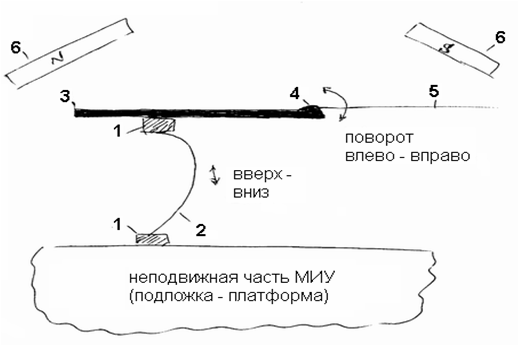 6
N
S
6
3
4
5
1
поворот
влево - вправо
вверх -
вниз
1
2
неподвижная часть МИУ
(подложка - платформа)